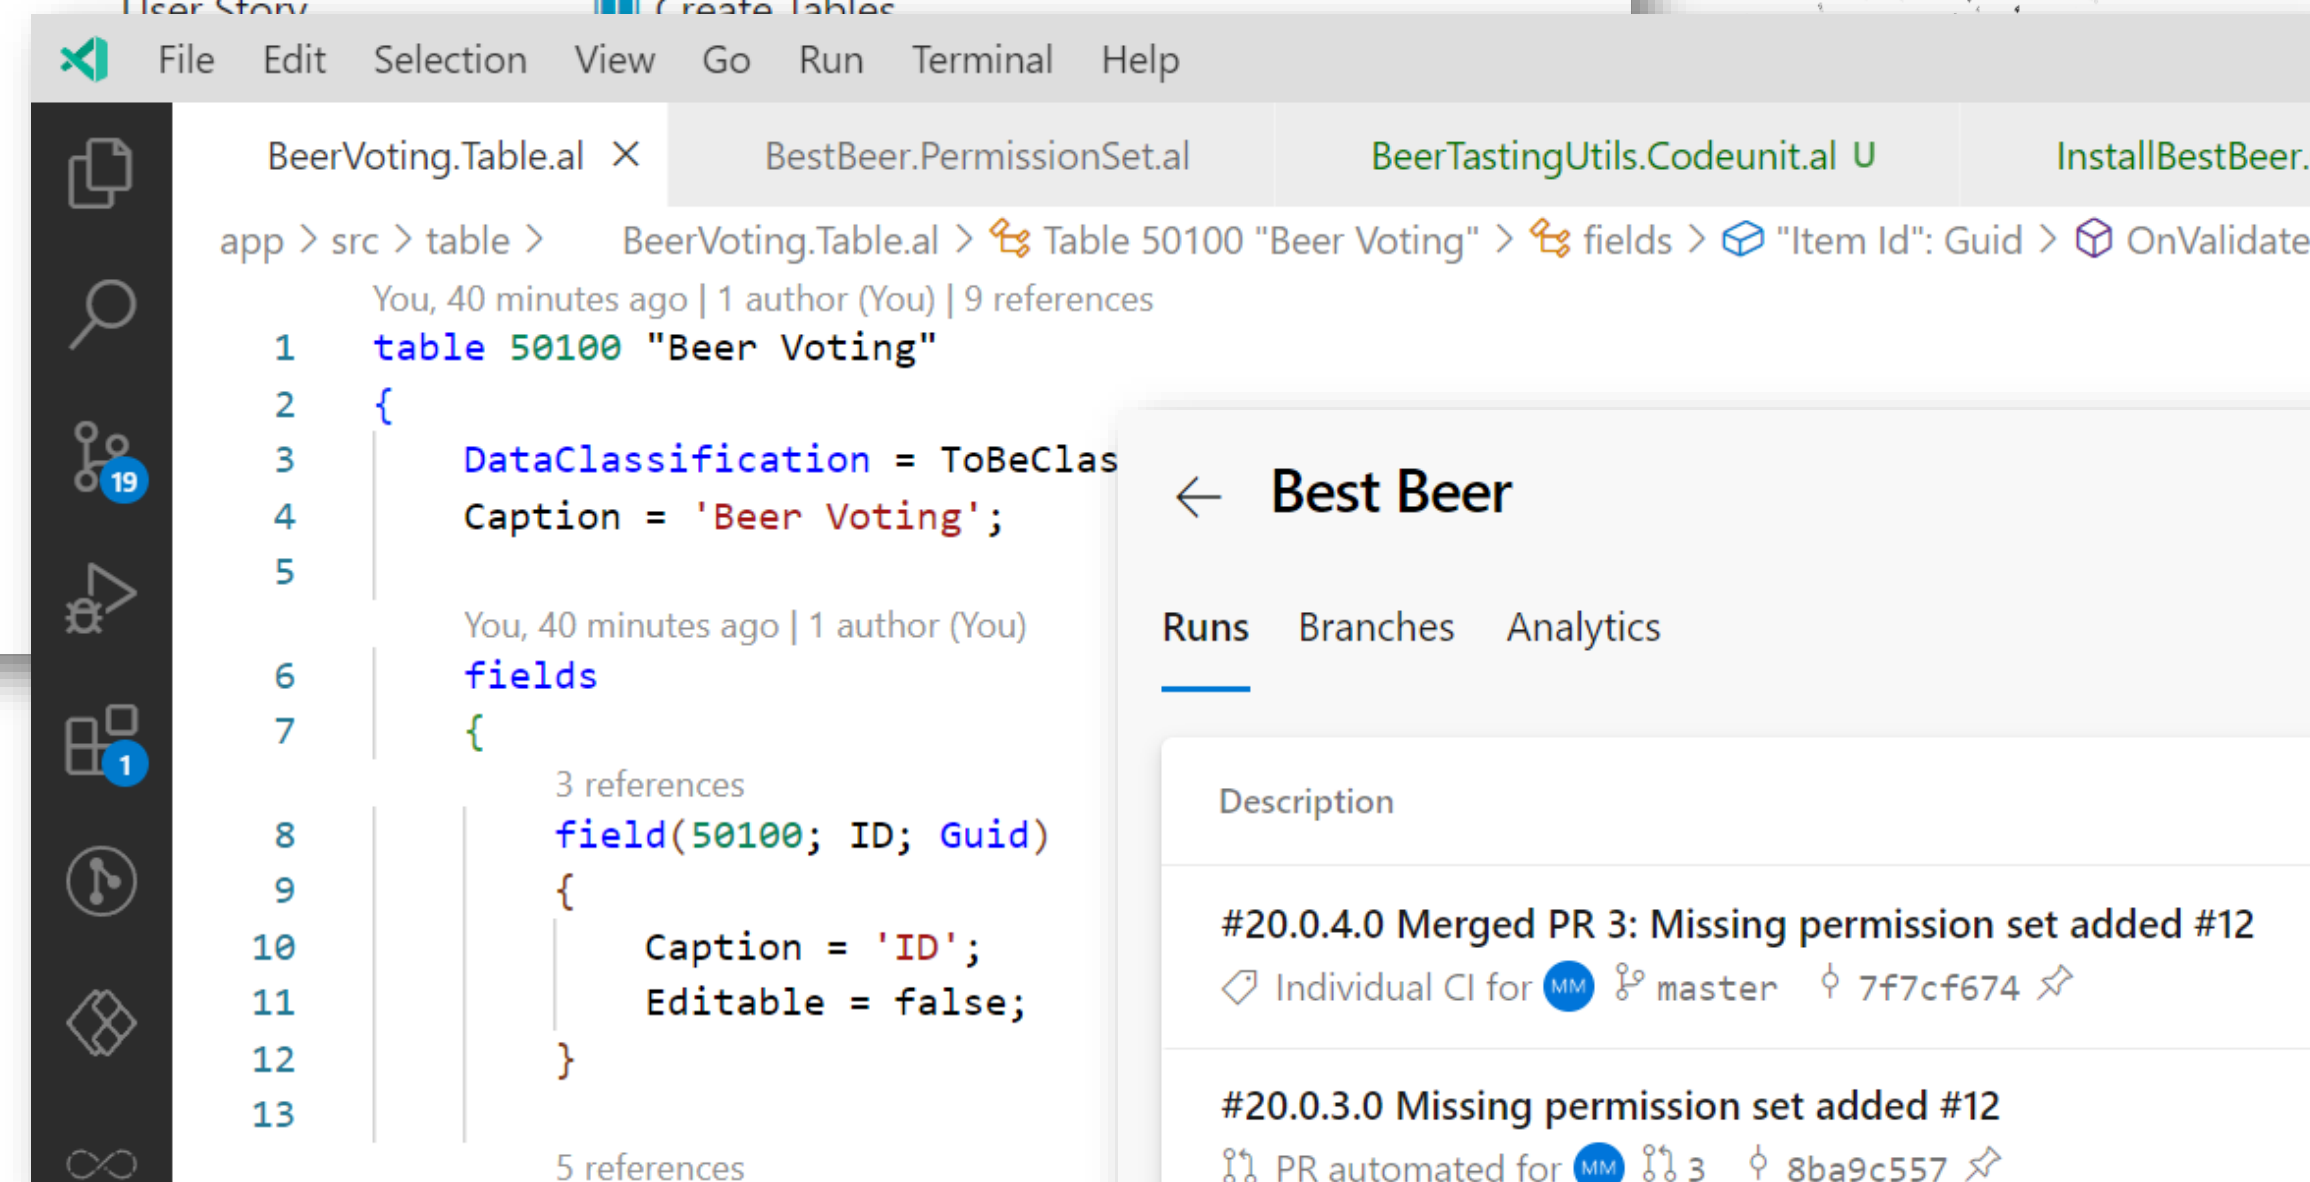 User Story Create Tables
File Edit Selection View Go Run Terminal Help
BeerVoting.Table.al BestBeer.PermissionSet.al BeerTastingUtils.Codeunit.al U InstallBestBeer.
app > src > table > BeerVoting.Table.al > Table 50100 "Beer Voting" > fields > "Item Id": Guid > OnValidate
You, 40 minutes ago | 1 author (You) | 9 references
1 table 50100 "Beer Voting"
2 {
3 DataClassification = ToBeClas
4 Caption = 'Beer Voting';
5
You, 40 minutes ago | 1 author (You)
6 fields
7 {
3 references
8 field(50100; ID; Guid)
9 {
10 Caption = 'ID';
11 Editable = false;
12 }
13
5 references
19
1
Best Beer
Runs Branches Analytics
Description
#20.0.4.0 Merged PR 3: Missing permission set added #12
Individual CI for MM master 7f7cf674
#20.0.3.0 Missing permission set added #12
PR automated for MM 3 8ba9c557